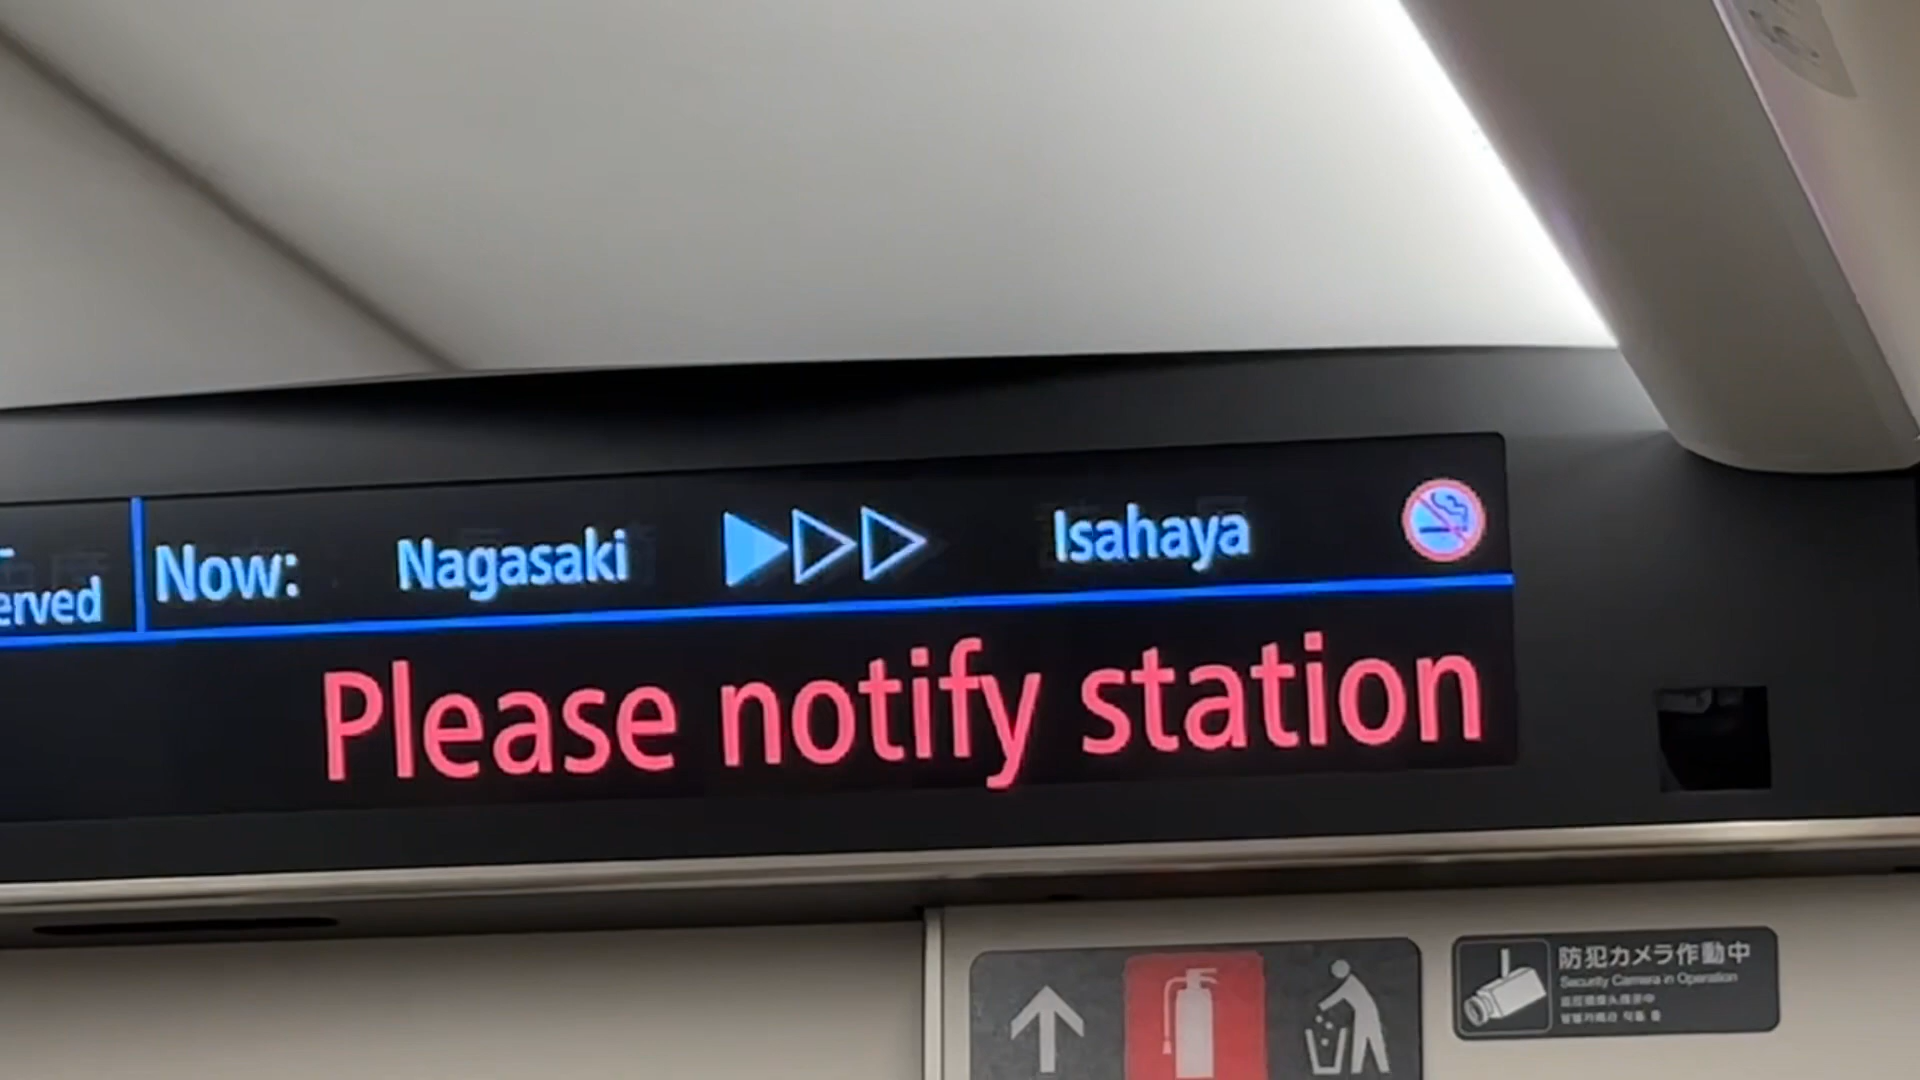 erved
Now: Nagasaki Isahaya
Please notify station
防犯カメラ作動中
Security Camera in Operation